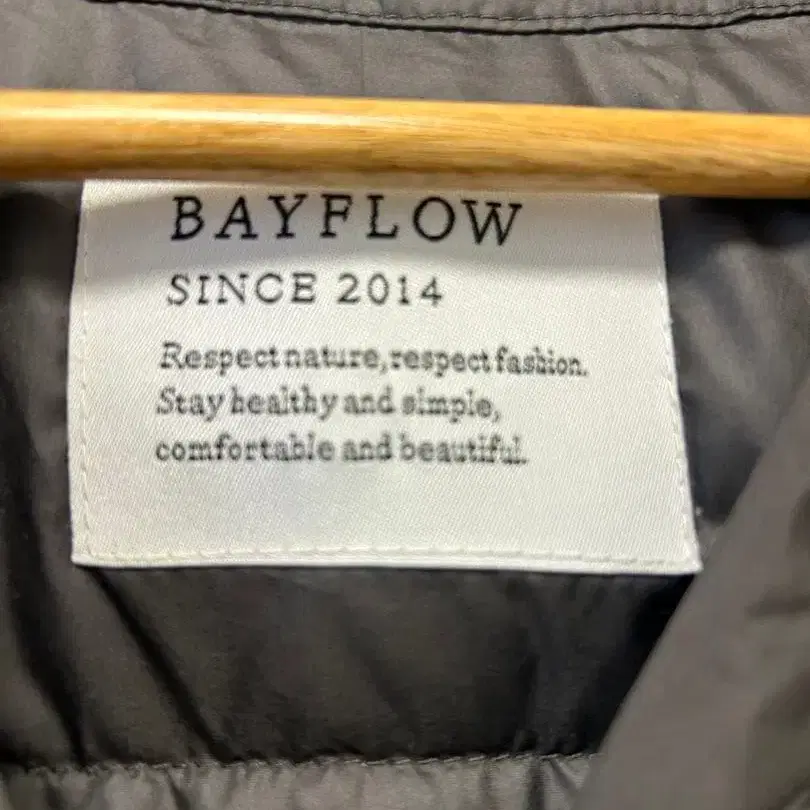 BAYFLOW
SINCE 2014
Respect nature, respect fashion.
Stay healthy and simple,
comfortable and beautiful.